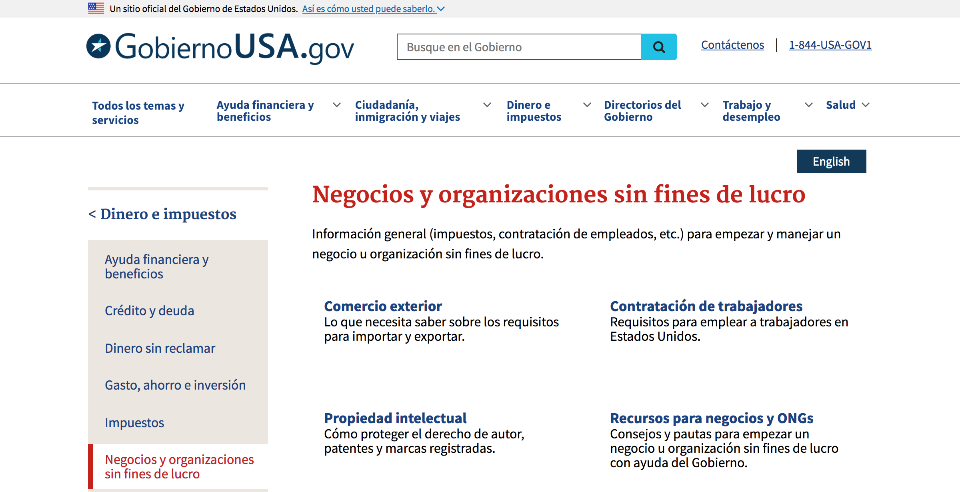 Un sitio oficial del Gobierno de Estados Unidos. Así es cómo usted puede saberlo.
GobiernoUSA.gov
Busque en el Gobierno
Contáctenos
1-844-USA-GOV1
Todos los temas y
servicios
Ayuda financiera y
beneficios
Ciudadanía,
inmigración y viajes
Dinero e
impuestos
Directorios del
Gobierno
Trabajo y
desempleo
Salud
English
< Dinero e impuestos
Ayuda financiera y
beneficios
Crédito y deuda
Dinero sin reclamar
Gasto, ahorro e inversión
Impuestos
Negocios y organizaciones
sin fines de lucro
Negocios y organizaciones sin fines de lucro
Información general (impuestos, contratación de empleados, etc.) para empezar y manejar un
negocio u organización sin fines de lucro.
Comercio exterior
Lo que necesita saber sobre los requisitos
para importar y exportar.
Contratación de trabajadores
Requisitos para emplear a trabajadores en
Estados Unidos.
Propiedad intelectual
Cómo proteger el derecho de autor,
patentes y marcas registradas.
Recursos para negocios y ONGs
Consejos y pautas para empezar un
negocio u organización sin fines de lucro
con ayuda del Gobierno.